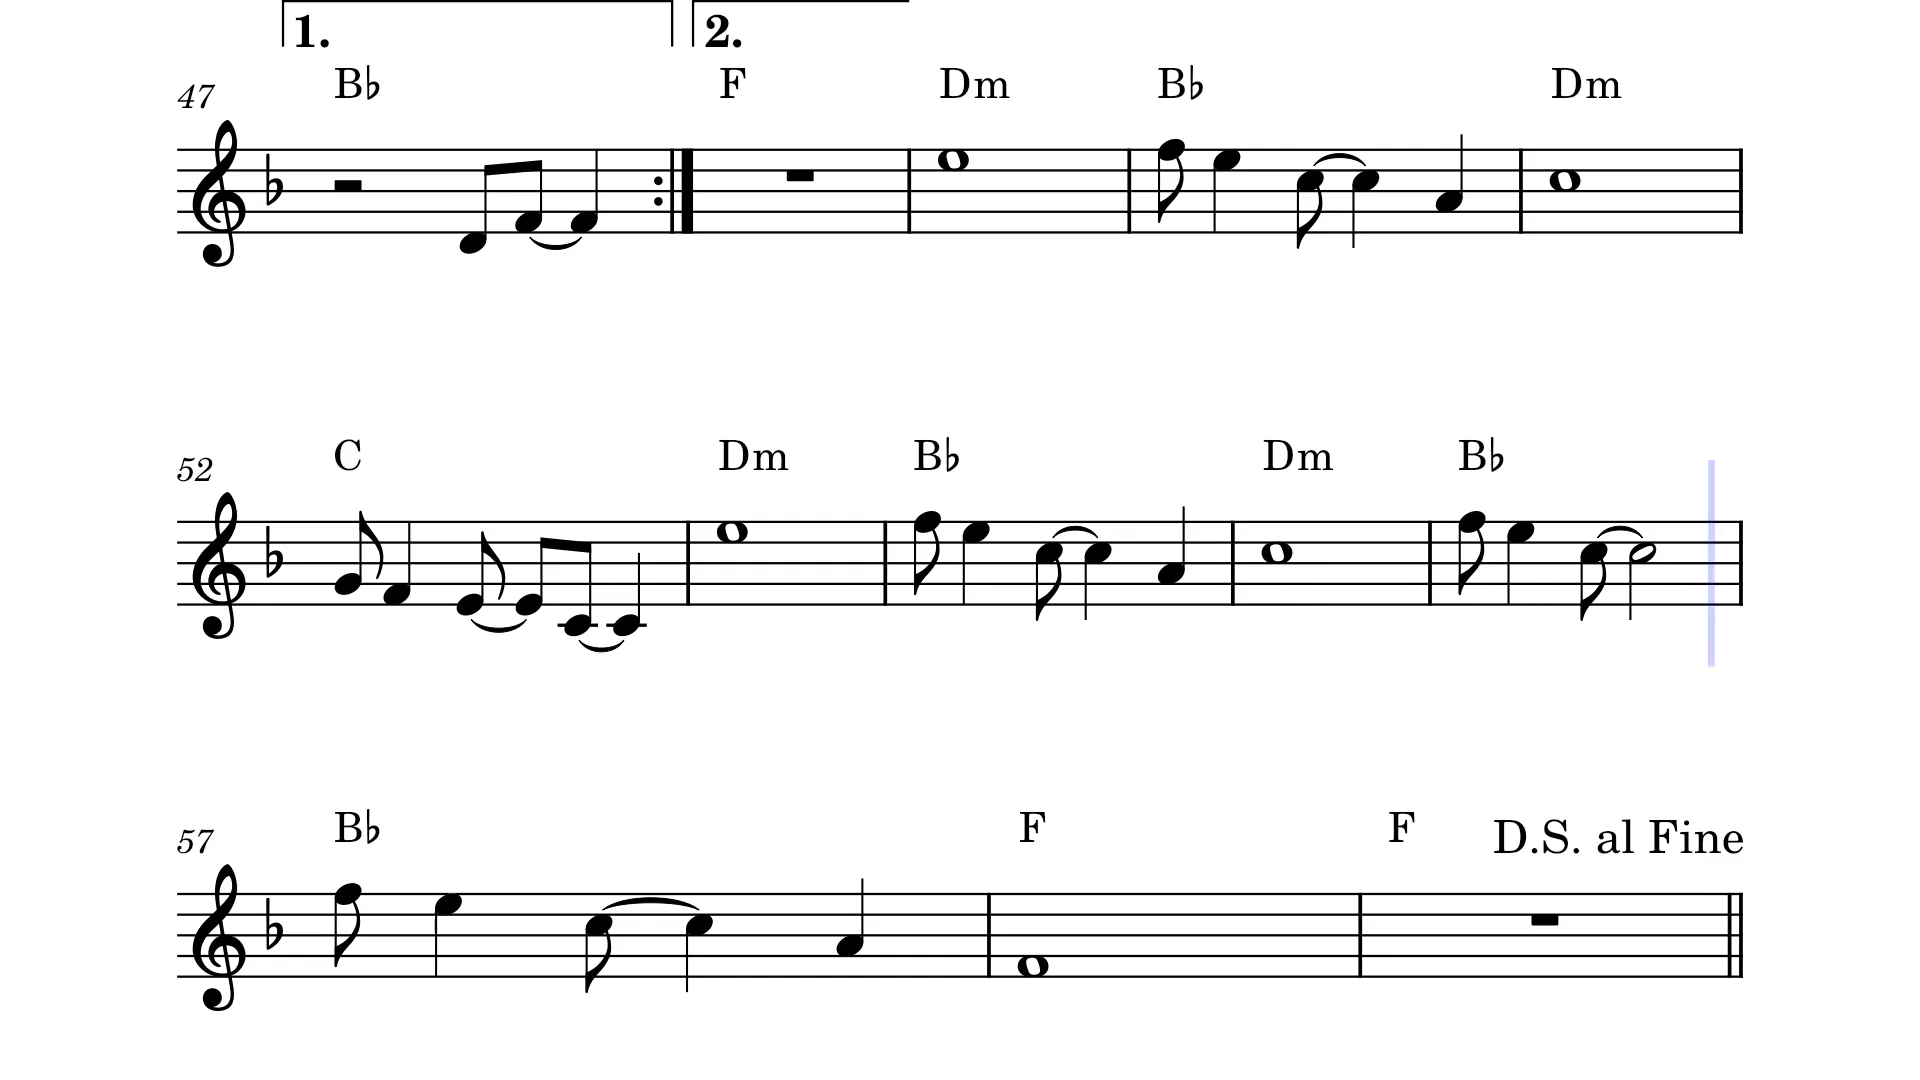 1. 2.
47 B♭ F Dm B♭ Dm
52 C Dm B♭ Dm B♭
57 B♭ F F D.S. al Fine